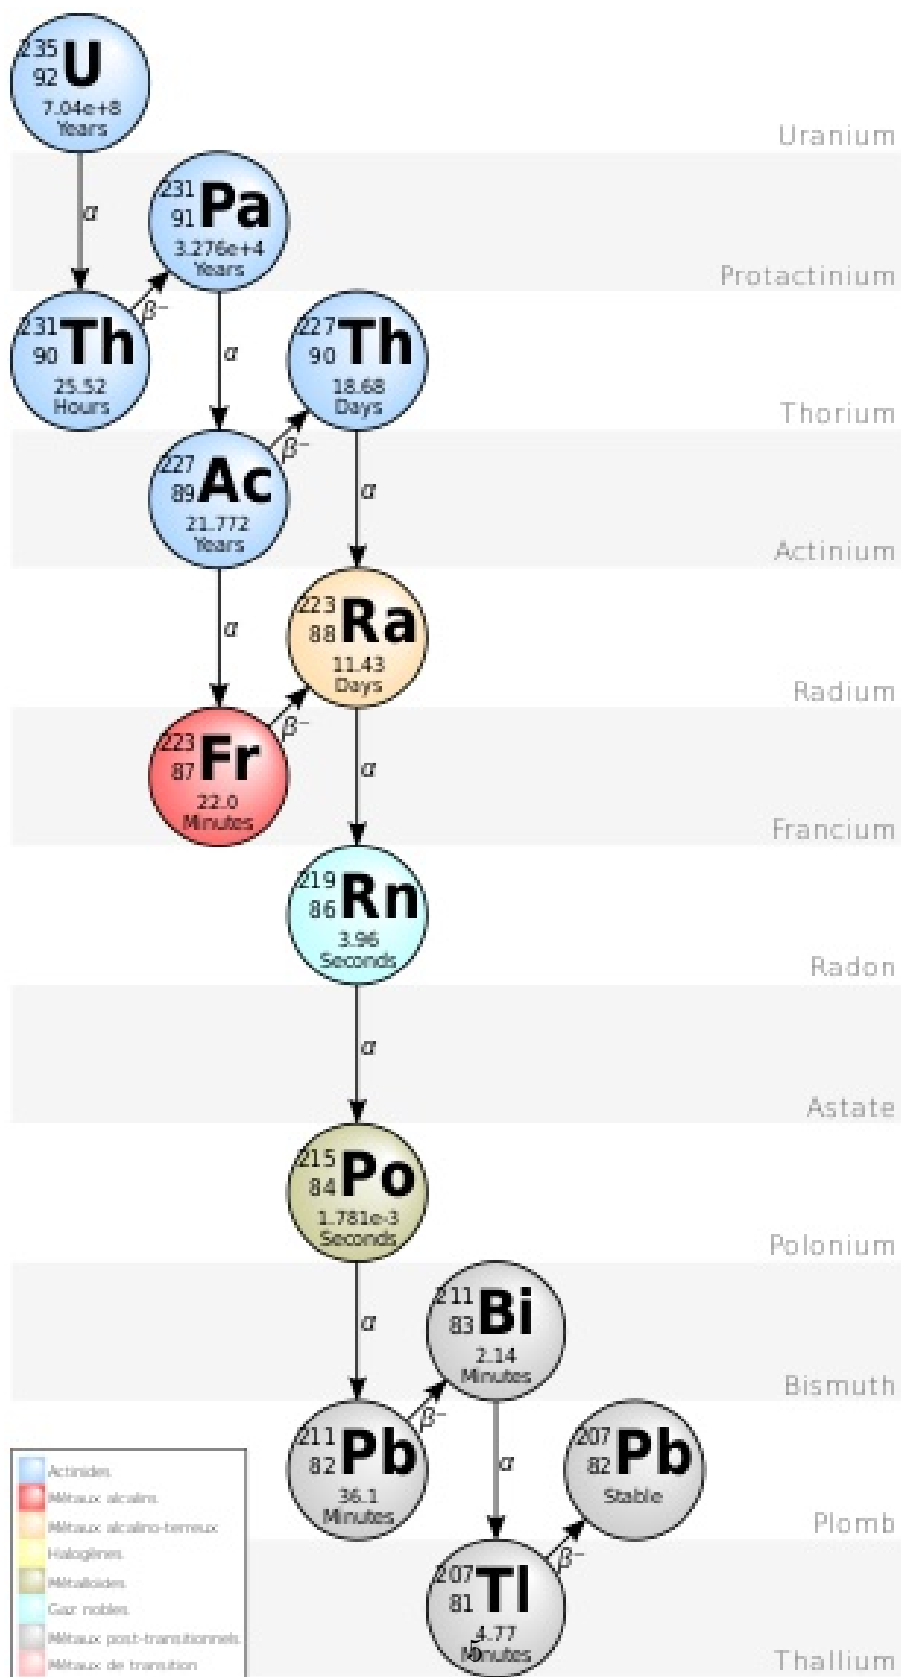 235
92 U
7.04e+8
Years
Uranium
α
231
91 Pa
3.276e+4
Years
Protactinium
β⁻
231
90 Th
25.52
Hours
α
227
90 Th
18.68
Days
Thorium
β⁻
227
89 Ac
21.772
Years
α
Actinium
α
223
88 Ra
11.43
Days
Radium
β⁻
223
87 Fr
22.0
Minutes
α
Francium
219
86 Rn
3.96
Seconds
Radon
α
Astate
215
84 Po
1.781e-3
Seconds
Polonium
α
211
83 Bi
2.14
Minutes
Bismuth
β⁻
211
82 Pb
36.1
Minutes
α
207
82 Pb
Stable
Plomb
β⁻
207
81 Tl
4.77
Minutes
5
Thallium
Actinides
Métaux alcalins
Métaux alcalino-terreux
Halogènes
Métalloïdes
Gaz nobles
Métaux post-transitionnels
Métaux de transition